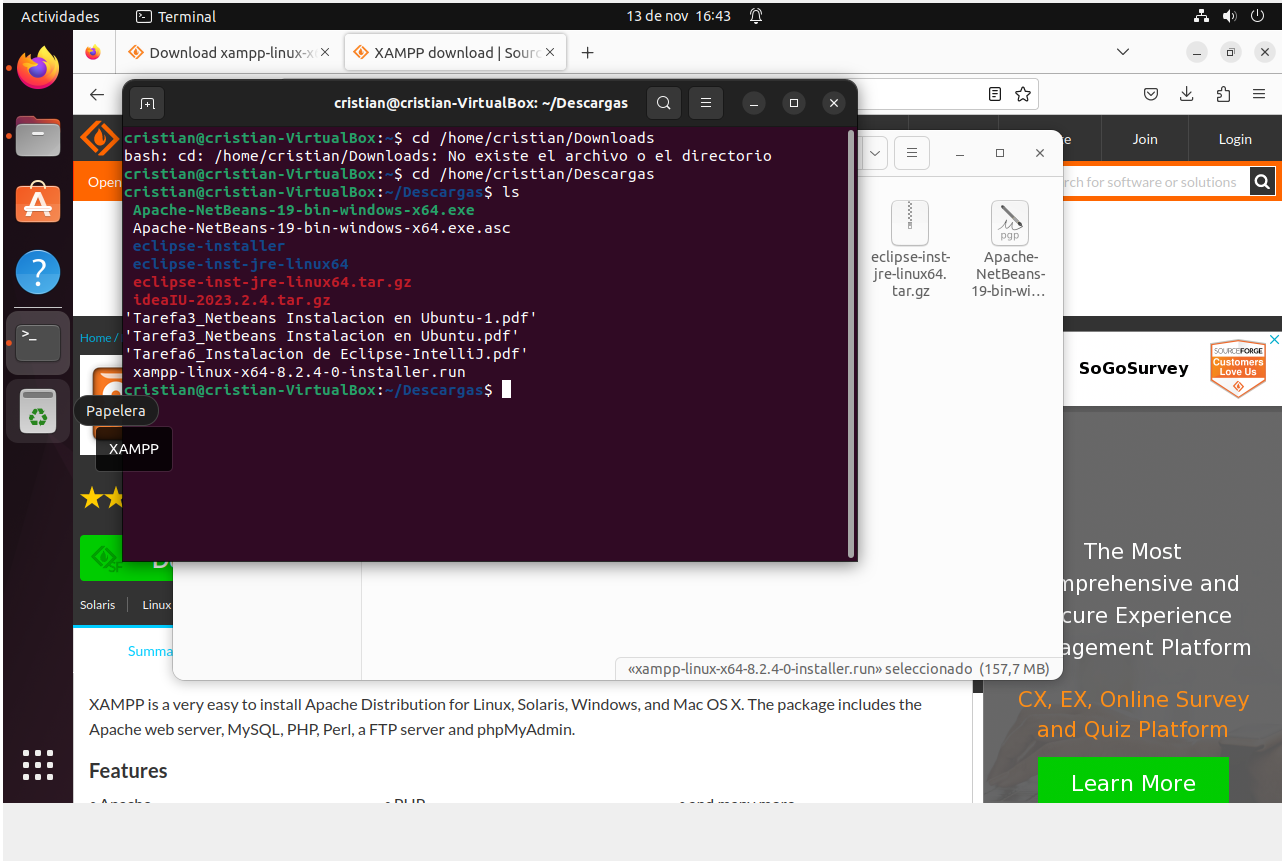 Actividades
Terminal
13 de nov 16:43
Download xampp-linux-x
XAMPP download | Sourc
cristian@cristian-VirtualBox: ~/Descargas
cristian@cristian-VirtualBox:~$ cd /home/cristian/Downloads
bash: cd: /home/cristian/Downloads: No existe el archivo o el directorio
cristian@cristian-VirtualBox:~$ cd /home/cristian/Descargas
cristian@cristian-VirtualBox:~/Descargas$ ls
Apache-NetBeans-19-bin-windows-x64.exe
Apache-NetBeans-19-bin-windows-x64.exe.asc
eclipse-installer
eclipse-inst-jre-linux64
eclipse-inst-jre-linux64.tar.gz
ideaIU-2023.2.4.tar.gz
'Tarefa3_Netbeans Instalacion en Ubuntu-1.pdf'
'Tarefa3_Netbeans Instalacion en Ubuntu.pdf'
'Tarefa6_Instalacion de Eclipse-IntelliJ.pdf'
xampp-linux-x64-8.2.4-0-installer.run
cristian@cristian-VirtualBox:~/Descargas$
Papelera
XAMPP
Join
Login
Open
rch for software or solutions
eclipse-inst-
jre-linux64.
tar.gz
Apache-
NetBeans-
19-bin-wi...
pgp
Home /
SoGoSurvey
SOURCEFORGE
Customers
Love Us
Solaris
Linux
Summa
«xampp-linux-x64-8.2.4-0-installer.run» seleccionado (157,7 MB)
The Most
mprehensive and
cure Experience
agement Platform
CX, EX, Online Survey
and Quiz Platform
Learn More
XAMPP is a very easy to install Apache Distribution for Linux, Solaris, Windows, and Mac OS X. The package includes the
Apache web server, MySQL, PHP, Perl, a FTP server and phpMyAdmin.
Features
• Apache
• PHP
• and many more